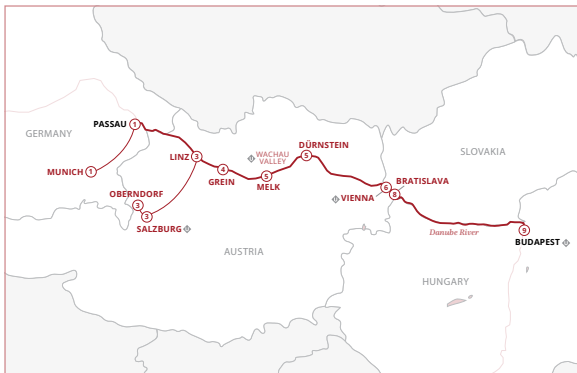 GERMANY
PASSAU
1
MUNICH
1
LINZ
3
OBERNDORF
3
3
SALZBURG
4
GREIN
WACHAU
VALLEY
5
MELK
DÜRNSTEIN
5
SLOVAKIA
VIENNA
6
BRATISLAVA
8
Danube River
9
BUDAPEST
AUSTRIA
HUNGARY